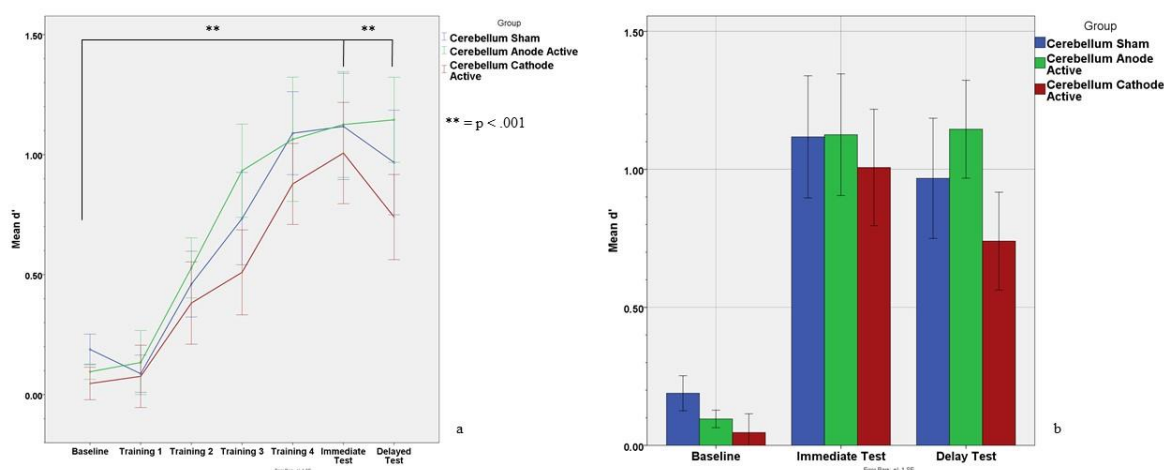 1.50
1.00
0.50
0.00
Mean d'
**
**
Baseline Training 1 Training 2 Training 3 Training 4 Immediate Test Delayed Test
Group
Cerebellum Sham
Cerebellum Anode Active
Cerebellum Cathode
Active
** = p < .001
a
1.50
1.00
0.50
0.00
Mean d'
Baseline Immediate Test Delay Test
Group
Cerebellum Sham
Cerebellum Anode
Active
Cerebellum Cathode
Active
b